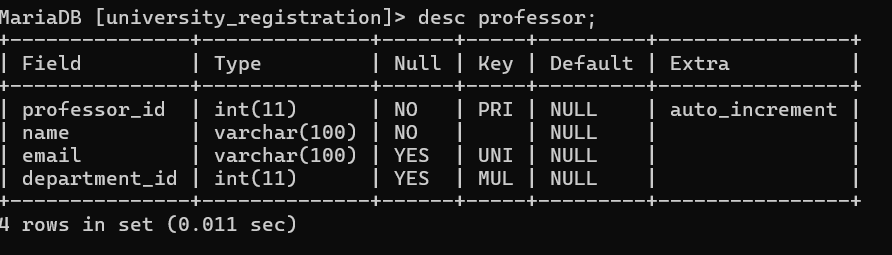 MariaDB [university_registration]> desc professor;
+---------------+--------------+------+-----+---------+----------------+
| Field         | Type         | Null | Key | Default | Extra          |
+---------------+--------------+------+-----+---------+----------------+
| professor_id  | int(11)      | NO   | PRI | NULL    | auto_increment |
| name          | varchar(100) | NO   |     | NULL    |                |
| email         | varchar(100) | YES  | UNI | NULL    |                |
| department_id | int(11)      | YES  | MUL | NULL    |                |
+---------------+--------------+------+-----+---------+----------------+
4 rows in set (0.011 sec)